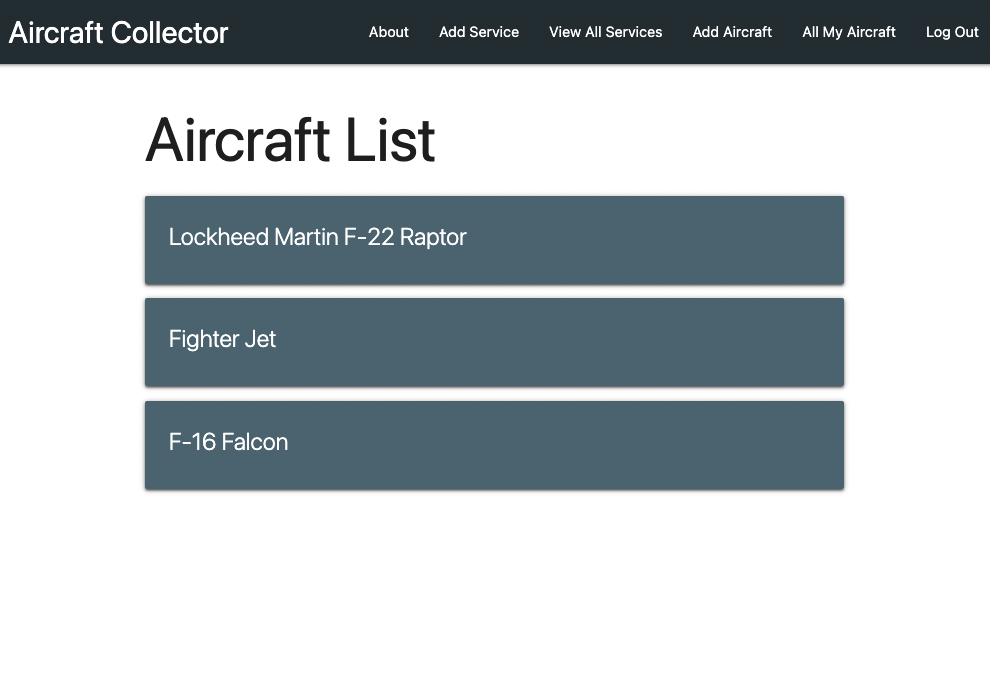 Aircraft Collector
About
Add Service
View All Services
Add Aircraft
All My Aircraft
Log Out
Aircraft List
Lockheed Martin F-22 Raptor
Fighter Jet
F-16 Falcon